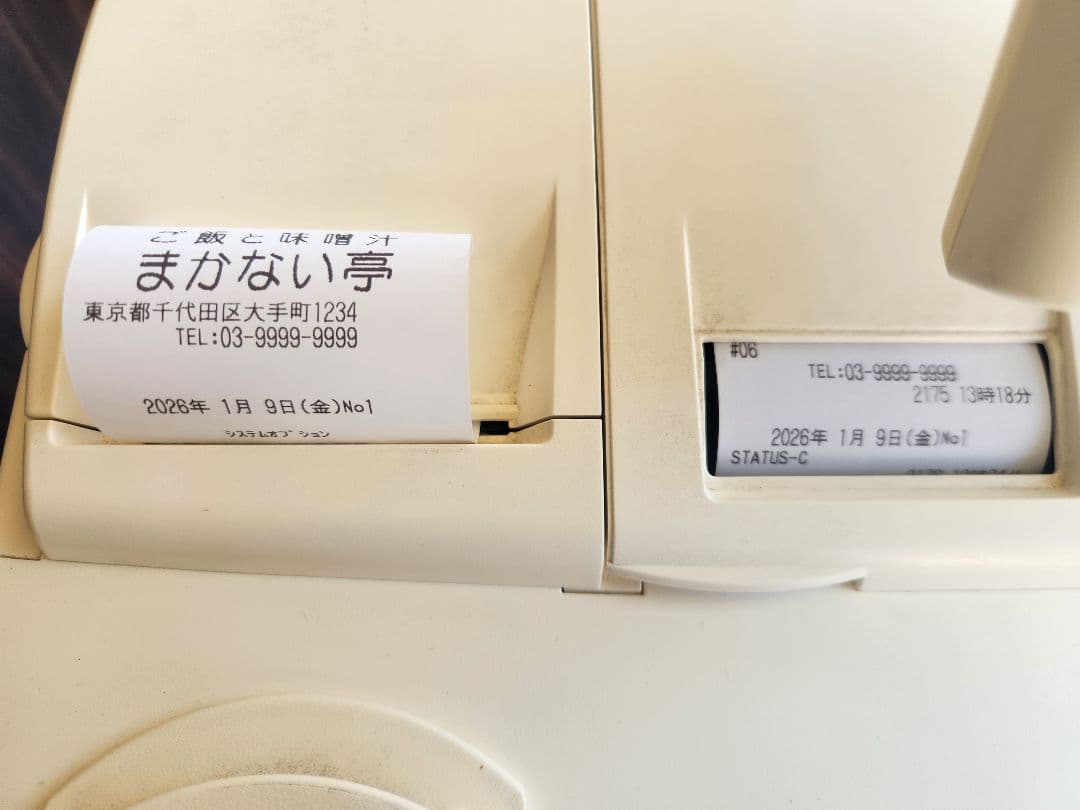 ご飯と味噌汁
まかない亭
東京都千代田区大手町1234
TEL:03-9999-9999
2026年 1月 9日(金)No1
システムオプション
#06
TEL:03-9999-9999
2175 13時18分
2026年 1月 9日(金)No1
STATUS-C